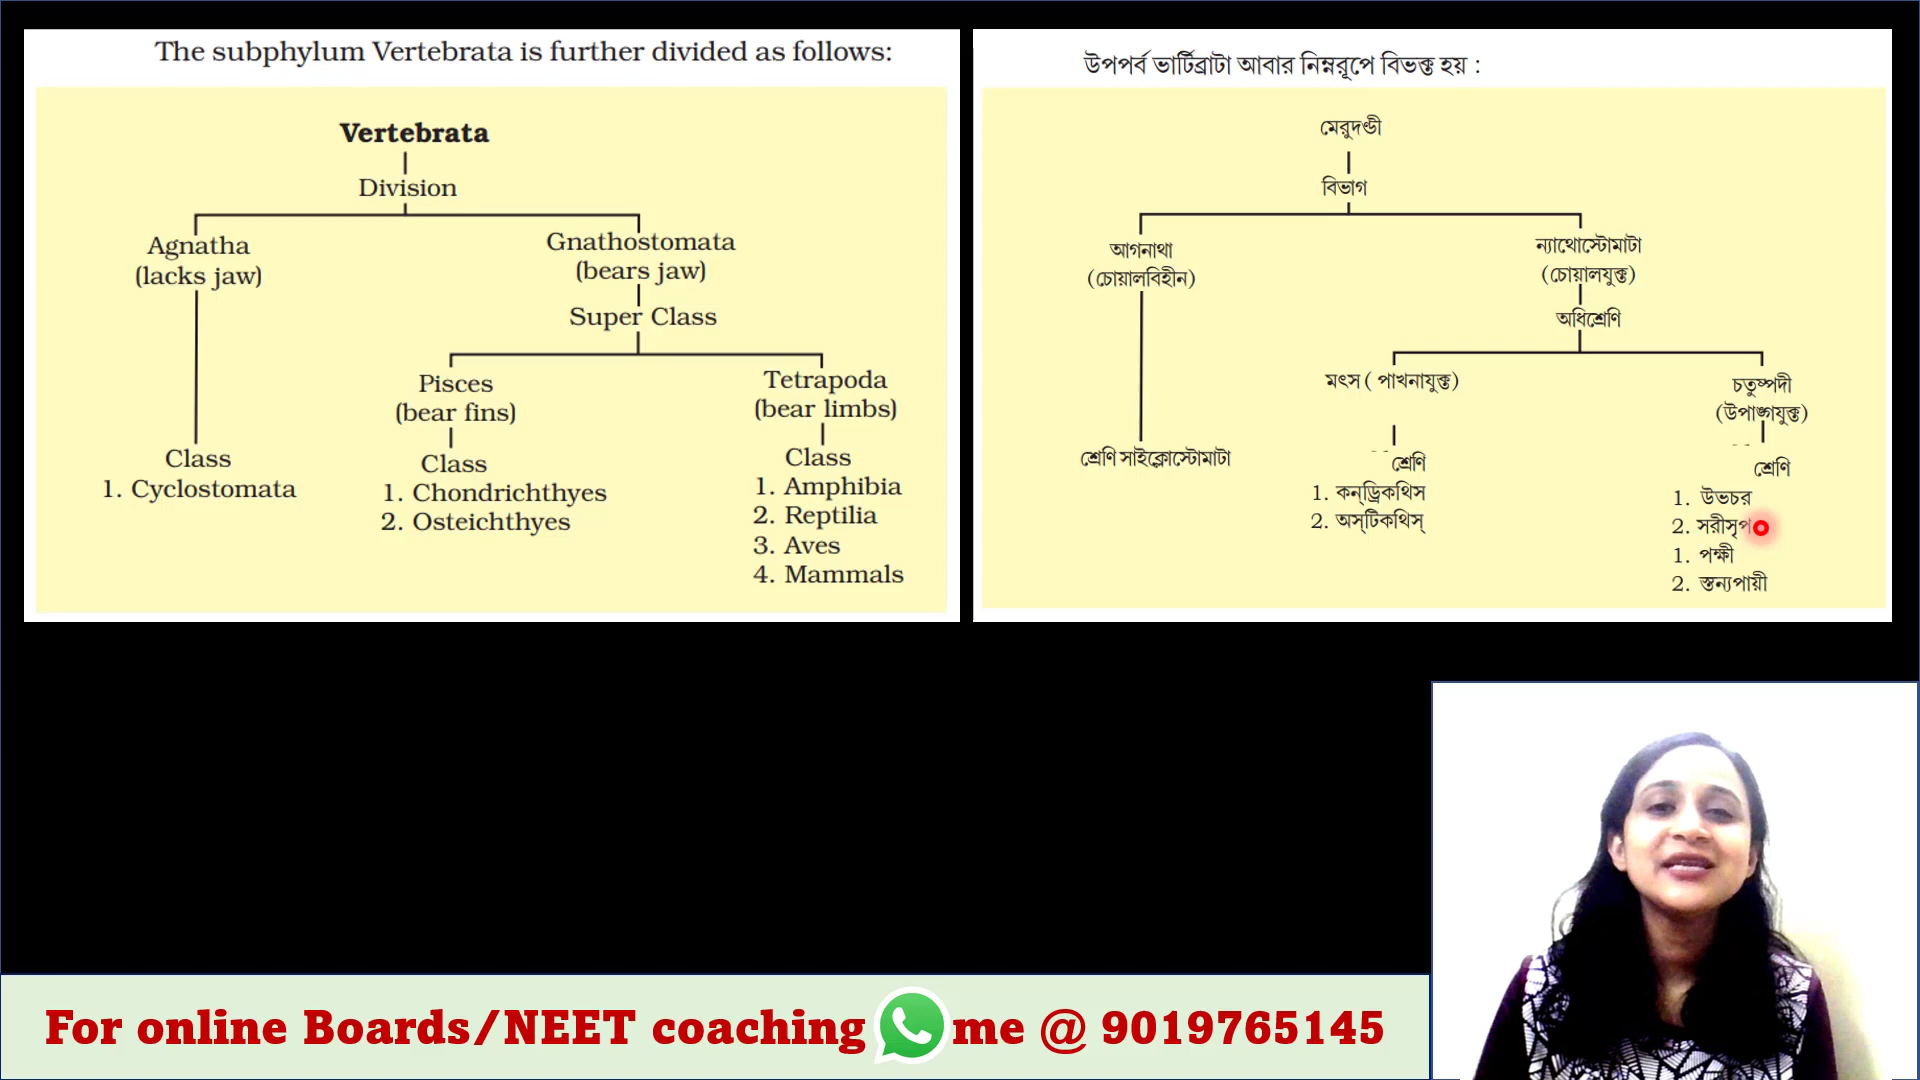 The subphylum Vertebrata is further divided as follows:
Vertebrata
Division
Agnatha
(lacks jaw)
Gnathostomata
(bears jaw)
Super Class
Pisces
(bear fins)
Tetrapoda
(bear limbs)
Class
1. Cyclostomata
Class
1. Chondrichthyes
2. Osteichthyes
Class
1. Amphibia
2. Reptilia
3. Aves
4. Mammals
উপপর্ব ভার্টিব্রাটা আবার নিম্নরূপে বিভক্ত হয় :
মেরুদণ্ডী
বিভাগ
আগনাথা
(চোয়ালবিহীন)
ন্যাথোস্টোমাটা
(চোয়ালযুক্ত)
অধিশ্রেণি
মৎস ( পাখনাযুক্ত)
চতুষ্পদী
(উপাঙ্গযুক্ত)
শ্রেণি সাইক্লোস্টোমাটা
শ্রেণি
1. কন্‌ড্রিকথিস
2. অস্‌টিকথিস্
শ্রেণি
1. উভচর
2. সরীসৃপ
1. পক্ষী
2. স্তন্যপায়ী
For online Boards/NEET coaching me @ 9019765145